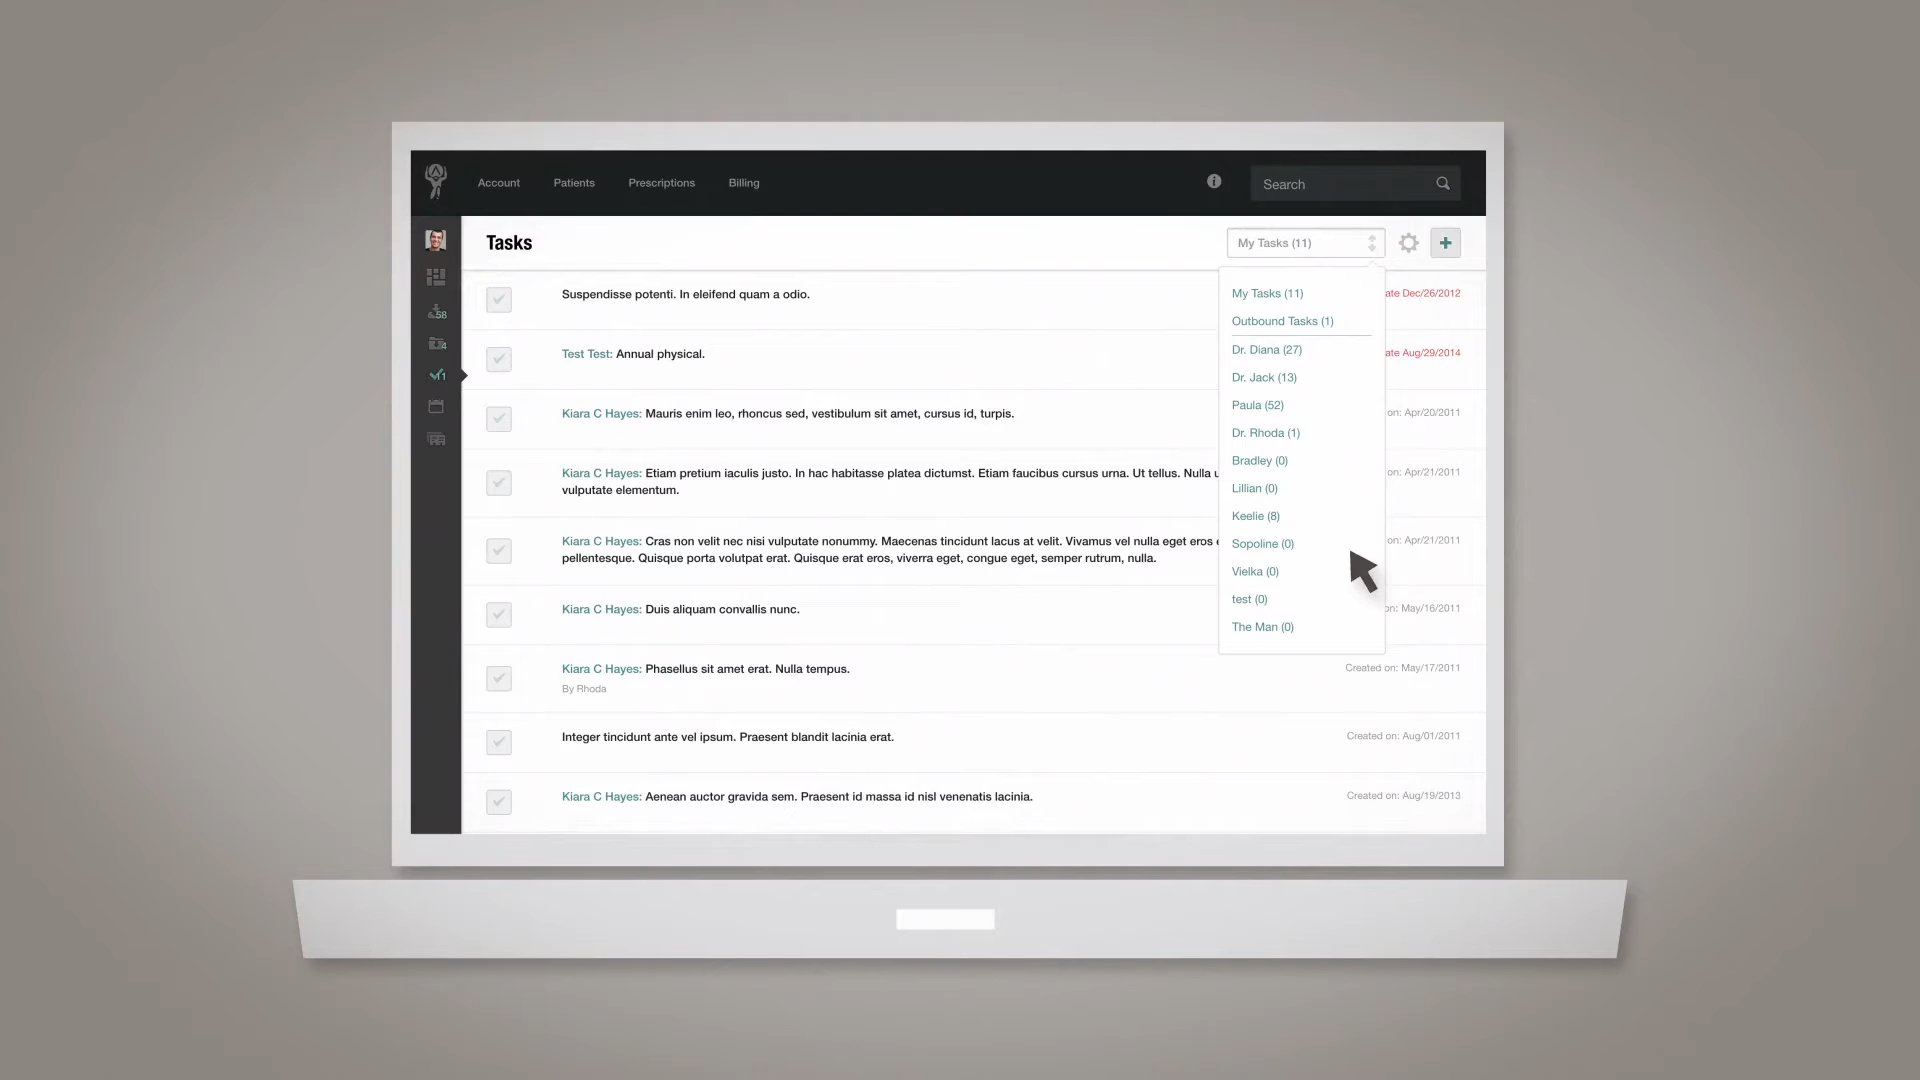 Account Patients Prescriptions Billing Search
Tasks My Tasks (11)
58
4
11
Suspendisse potenti. In eleifend quam a odio.
ate Dec/26/2012
Test Test: Annual physical.
ate Aug/29/2014
Kiara C Hayes: Mauris enim leo, rhoncus sed, vestibulum sit amet, cursus id, turpis.
on: Apr/20/2011
Kiara C Hayes: Etiam pretium iaculis justo. In hac habitasse platea dictumst. Etiam faucibus cursus urna. Ut tellus. Nulla u
vulputate elementum.
on: Apr/21/2011
Kiara C Hayes: Cras non velit nec nisi vulputate nonummy. Maecenas tincidunt lacus at velit. Vivamus vel nulla eget eros
pellentesque. Quisque porta volutpat erat. Quisque erat eros, viverra eget, congue eget, semper rutrum, nulla.
on: Apr/21/2011
Kiara C Hayes: Duis aliquam convallis nunc.
on: May/16/2011
Kiara C Hayes: Phasellus sit amet erat. Nulla tempus.
By Rhoda
Created on: May/17/2011
Integer tincidunt ante vel ipsum. Praesent blandit lacinia erat.
Created on: Aug/01/2011
Kiara C Hayes: Aenean auctor gravida sem. Praesent id massa id nisl venenatis lacinia.
Created on: Aug/19/2013
My Tasks (11)
Outbound Tasks (1)
Dr. Diana (27)
Dr. Jack (13)
Paula (52)
Dr. Rhoda (1)
Bradley (0)
Lillian (0)
Keelie (8)
Sopoline (0)
Vielka (0)
test (0)
The Man (0)